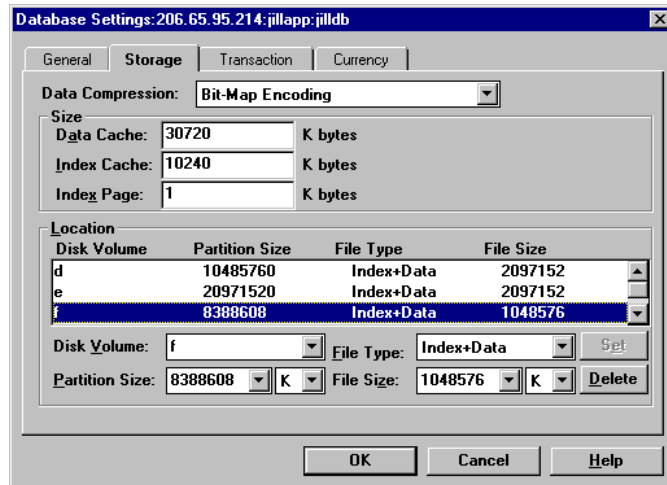 Database Settings:206.65.95.214:jillapp:jilldb
General Storage Transaction Currency
Data Compression: Bit-Map Encoding
Size
Data Cache: 30720 K bytes
Index Cache: 10240 K bytes
Index Page: 1 K bytes
Location
Disk Volume Partition Size File Type File Size
d 10485760 Index+Data 2097152
e 20971520 Index+Data 2097152
f 8388608 Index+Data 1048576
Disk Volume: f File Type: Index+Data Set
Partition Size: 8388608 K File Size: 1048576 K Delete
OK Cancel Help